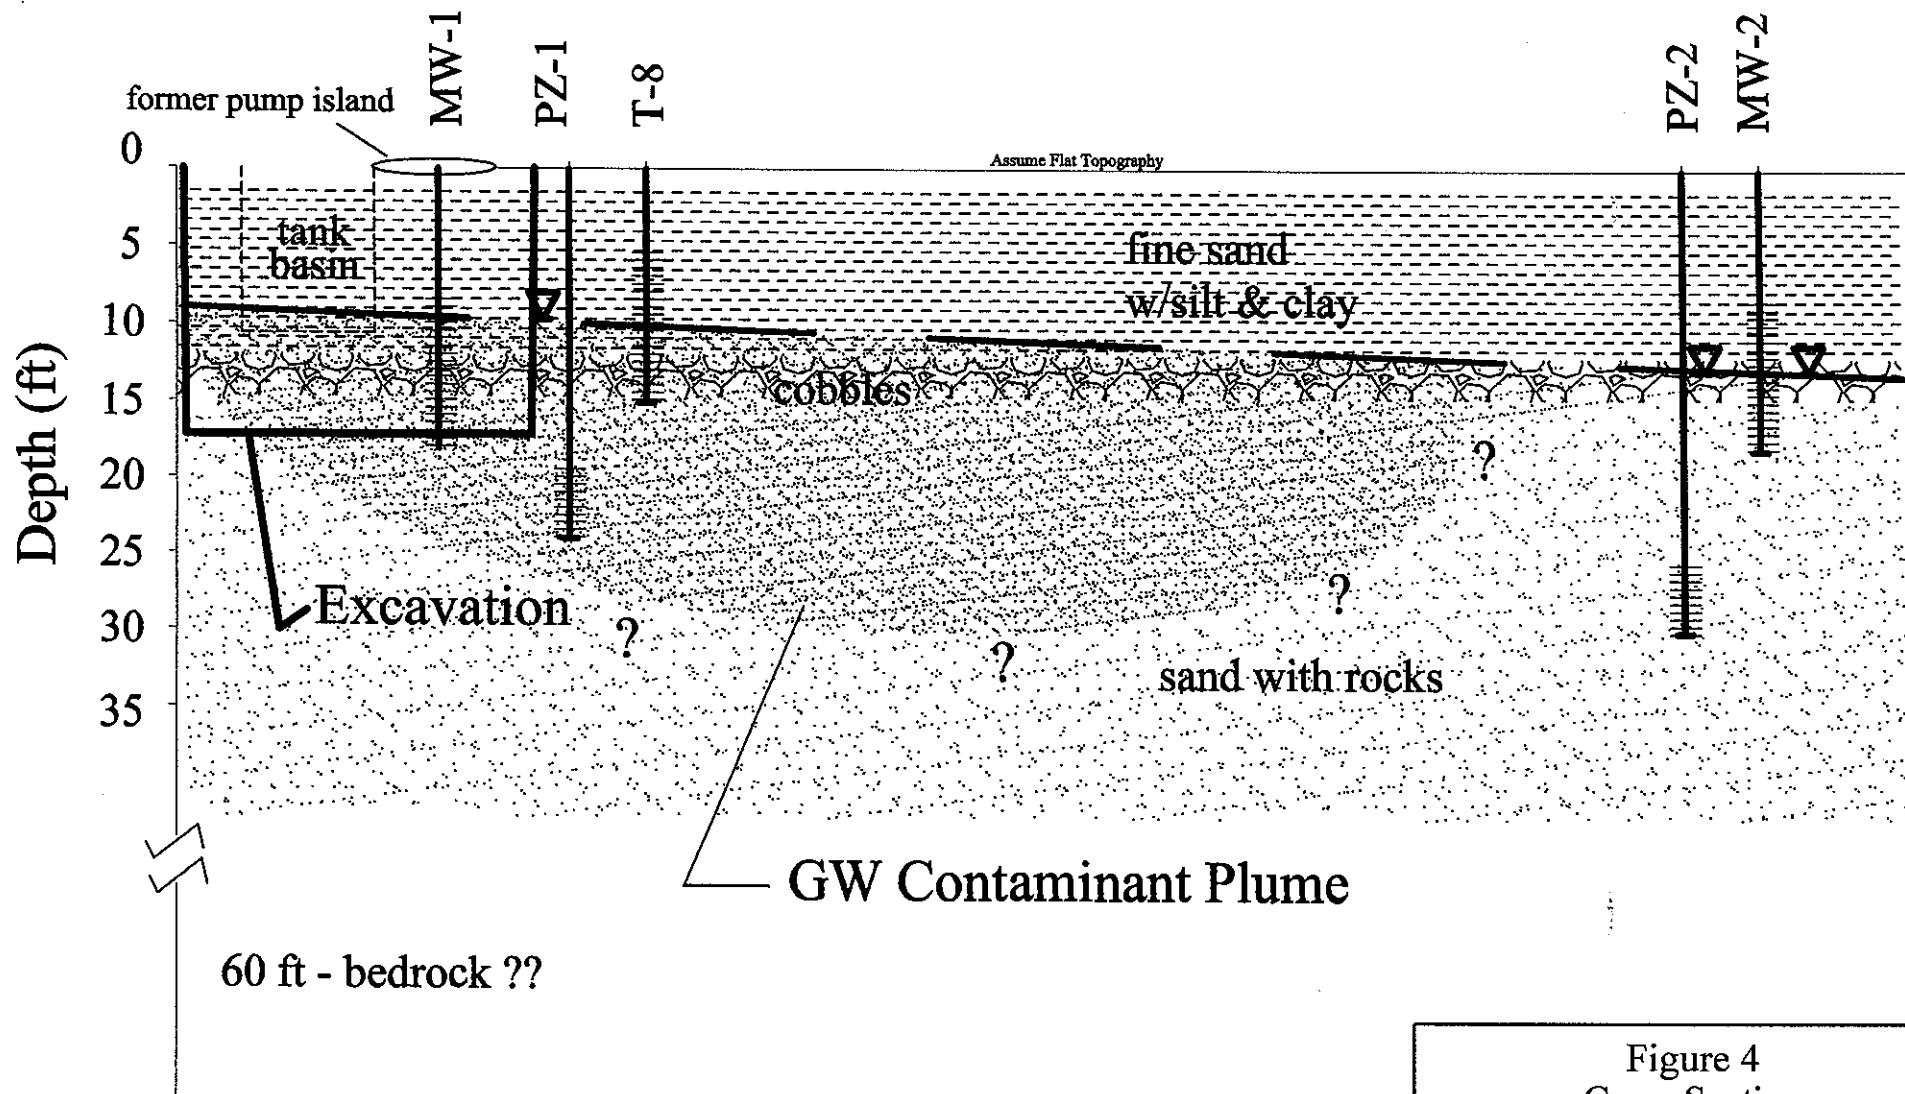 MW-1
PZ-1
T-8
PZ-2
MW-2
former pump island
Assume Flat Topography
0
5
10
15
20
25
30
35
Depth (ft)
tank
basin
fine sand
w/silt & clay
cobbles
?
?
?
?
Excavation
sand with rocks
GW Contaminant Plume
60 ft - bedrock ??
Figure 4